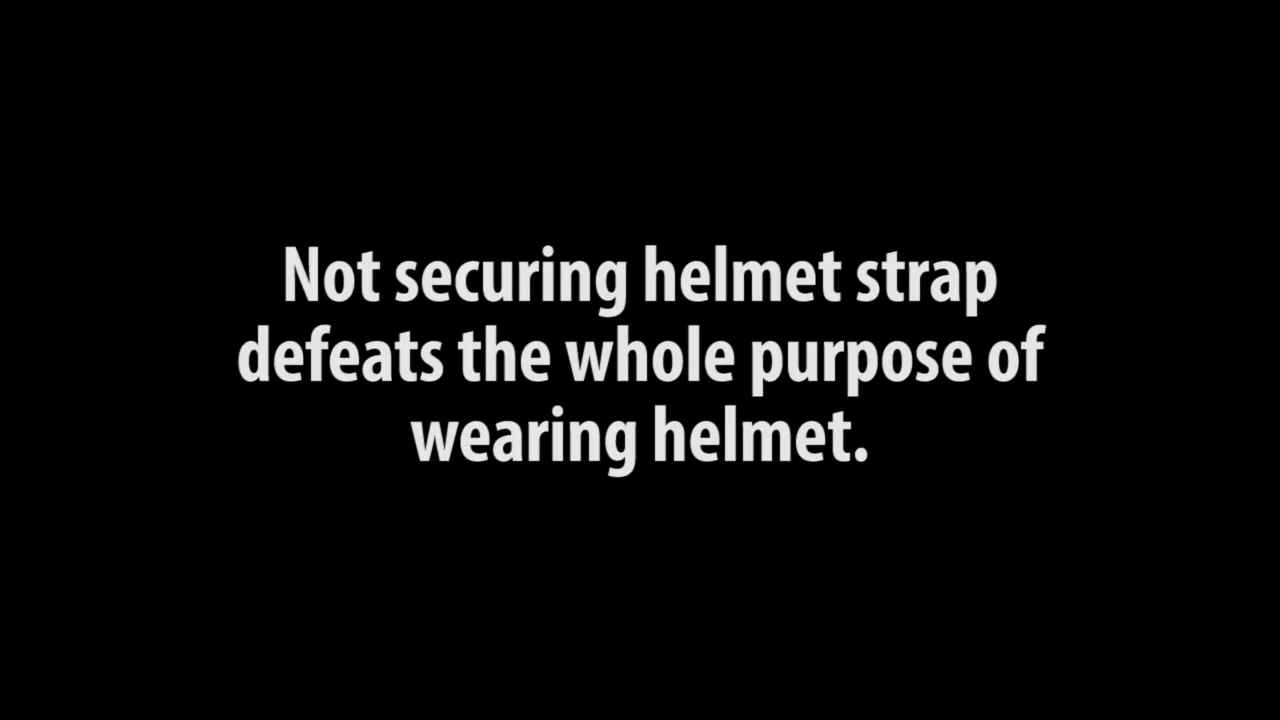 Not securing helmet strap
defeats the whole purpose of
wearing helmet.